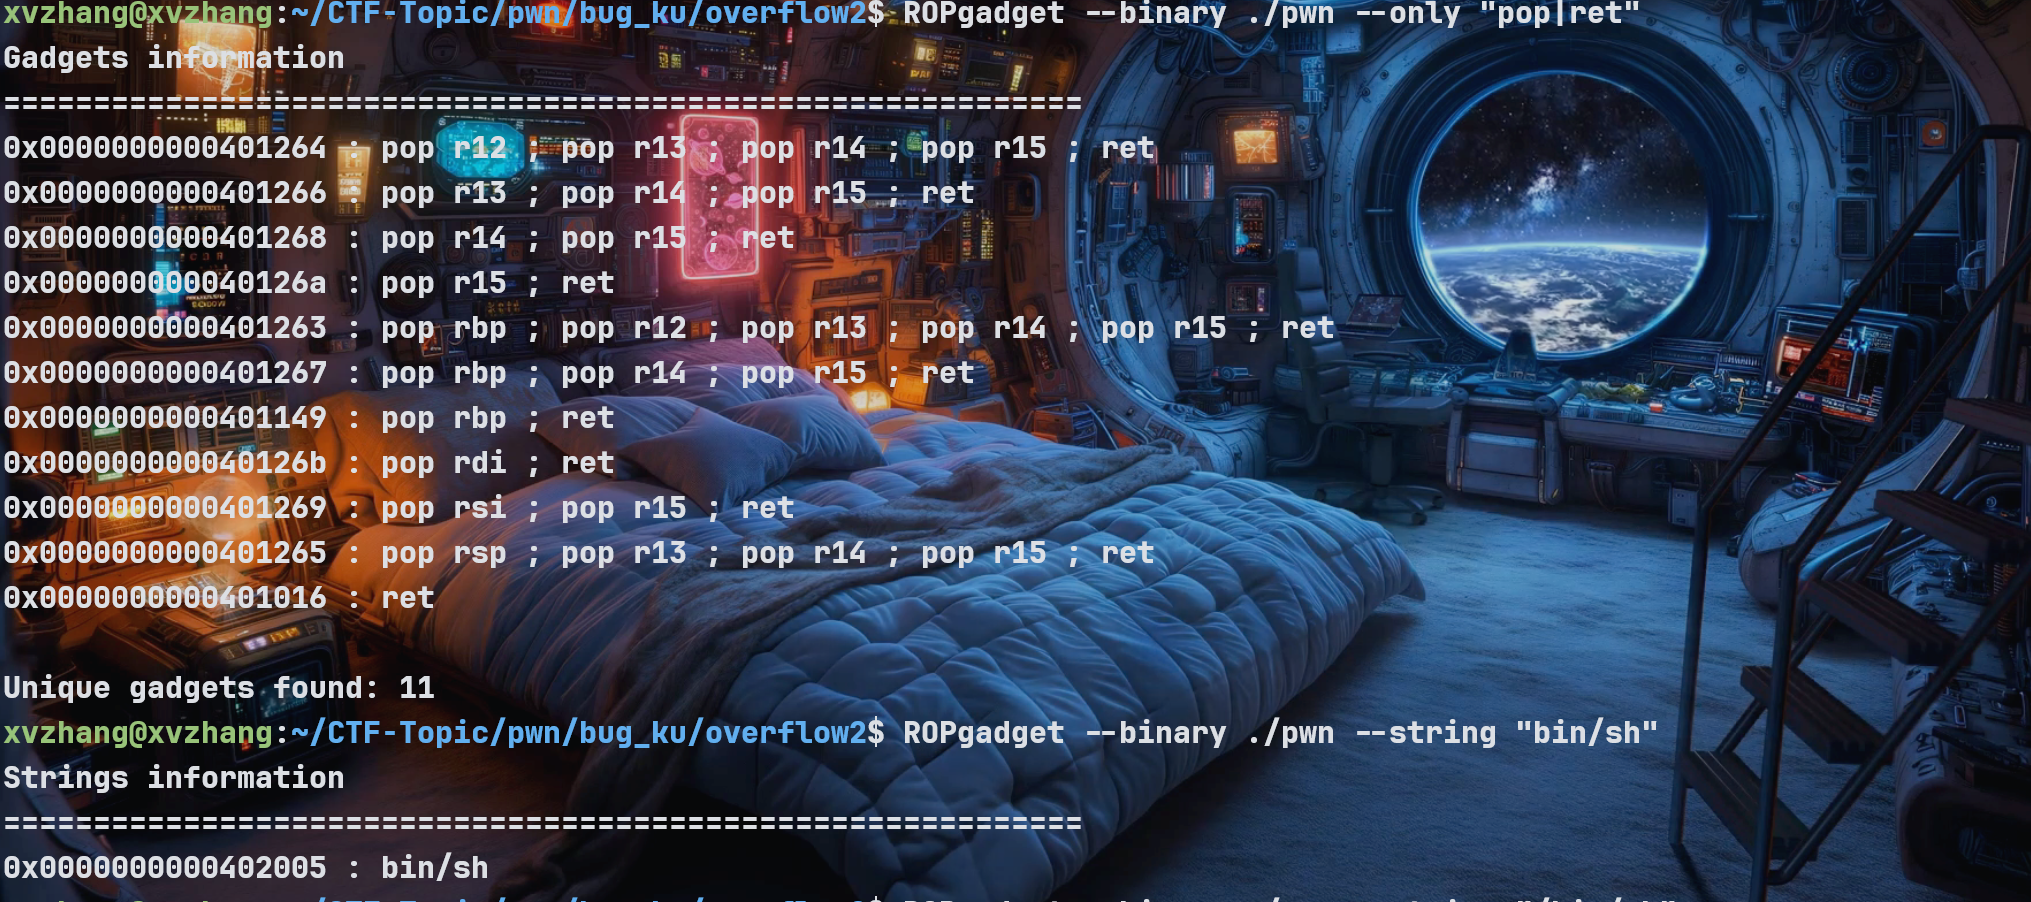 xvzhang@xvzhang:~/CTF-Topic/pwn/bug_ku/overflow2$ ROPgadget --binary ./pwn --only "pop|ret"
Gadgets information
============================================================
0x0000000000401264 : pop r12 ; pop r13 ; pop r14 ; pop r15 ; ret
0x0000000000401266 : pop r13 ; pop r14 ; pop r15 ; ret
0x0000000000401268 : pop r14 ; pop r15 ; ret
0x000000000040126a : pop r15 ; ret
0x0000000000401263 : pop rbp ; pop r12 ; pop r13 ; pop r14 ; pop r15 ; ret
0x0000000000401267 : pop rbp ; pop r14 ; pop r15 ; ret
0x0000000000401149 : pop rbp ; ret
0x000000000040126b : pop rdi ; ret
0x0000000000401269 : pop rsi ; pop r15 ; ret
0x0000000000401265 : pop rsp ; pop r13 ; pop r14 ; pop r15 ; ret
0x0000000000401016 : ret
Unique gadgets found: 11
xvzhang@xvzhang:~/CTF-Topic/pwn/bug_ku/overflow2$ ROPgadget --binary ./pwn --string "bin/sh"
Strings information
============================================================
0x0000000000402005 : bin/sh